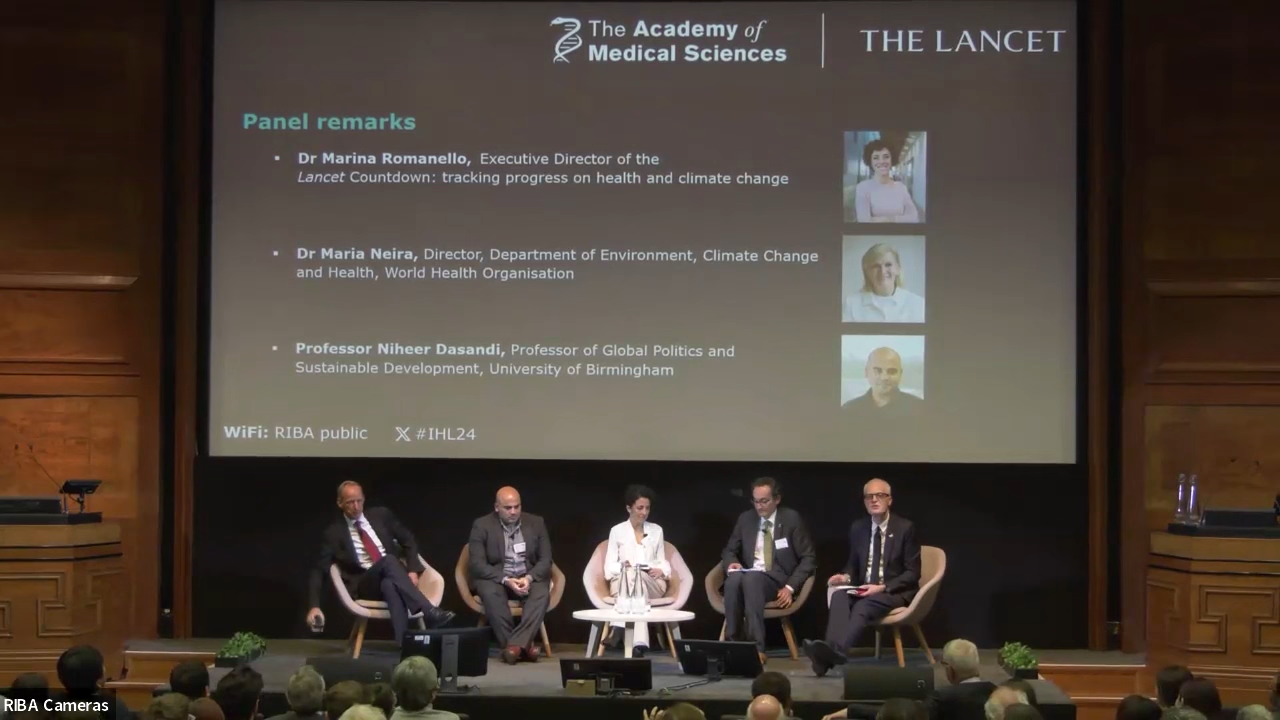 The Academy of
Medical Sciences
THE LANCET
Panel remarks
Dr Marina Romanello, Executive Director of the
Lancet Countdown: tracking progress on health and climate change
Dr Maria Neira, Director, Department of Environment, Climate Change
and Health, World Health Organisation
Professor Niheer Dasandi, Professor of Global Politics and
Sustainable Development, University of Birmingham
WiFi: RIBA public X #IHL24
RIBA Cameras